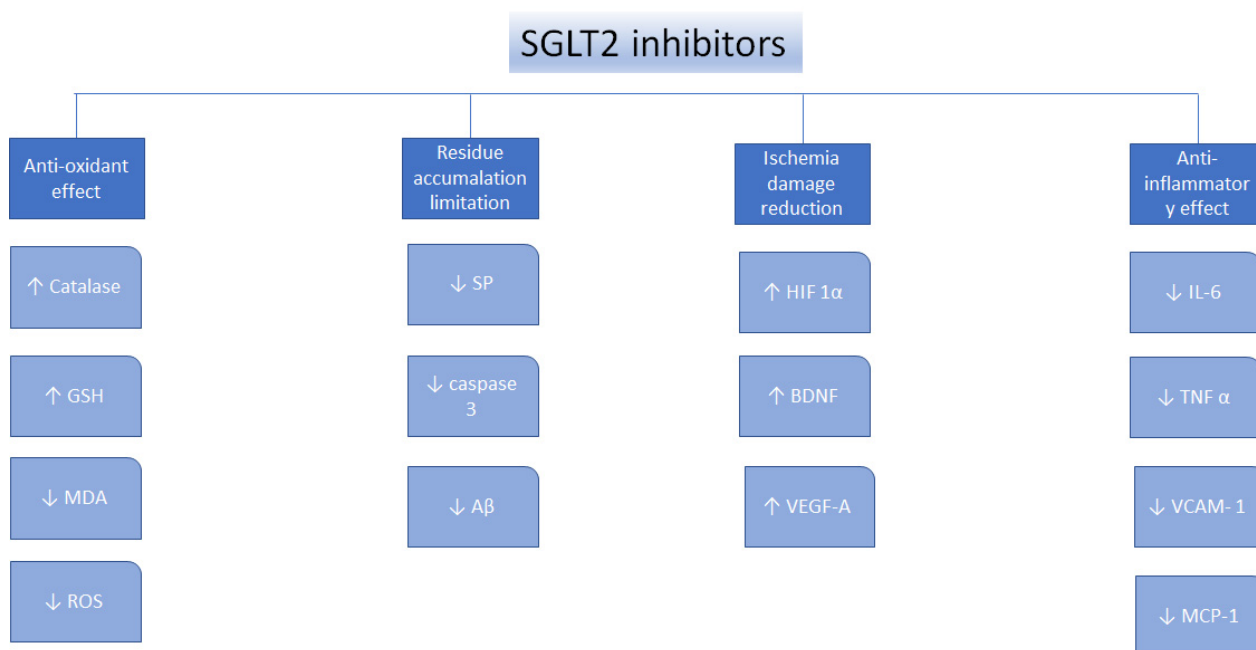 SGLT2 inhibitors
Anti-oxidant
effect
↑ Catalase
↑ GSH
↓ MDA
↓ ROS
Residue
accumalation
limitation
↓ SP
↓ caspase
3
↓ Aβ
Ischemia
damage
reduction
↑ HIF 1α
↑ BDNF
↑ VEGF-A
Anti-
inflammator
y effect
↓ IL-6
↓ TNF α
↓ VCAM- 1
↓ MCP-1